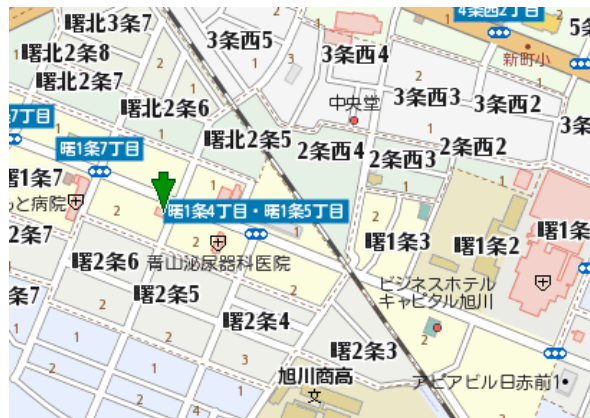 4条西2丁目
曙北3条7
5条
3条西5
3条西4
新町小
曙北2条8
曙北2条7
中央堂
3条西3
3条西2
曙北2条6
7丁目
3条
曙北2条5
曙1条7丁目
2条西4
2条西3
2条西2
曙1条7
もと病院
曙1条4丁目・曙1条5丁目
2条7
曙1条3
曙1条2
曙1条
曙2条6
青山泌尿器科医院
ビジネスホテル
キャピタル旭川
条7
曙2条5
曙2条4
曙2条3
旭川商高
文
アピアビル日赤前1
1
2